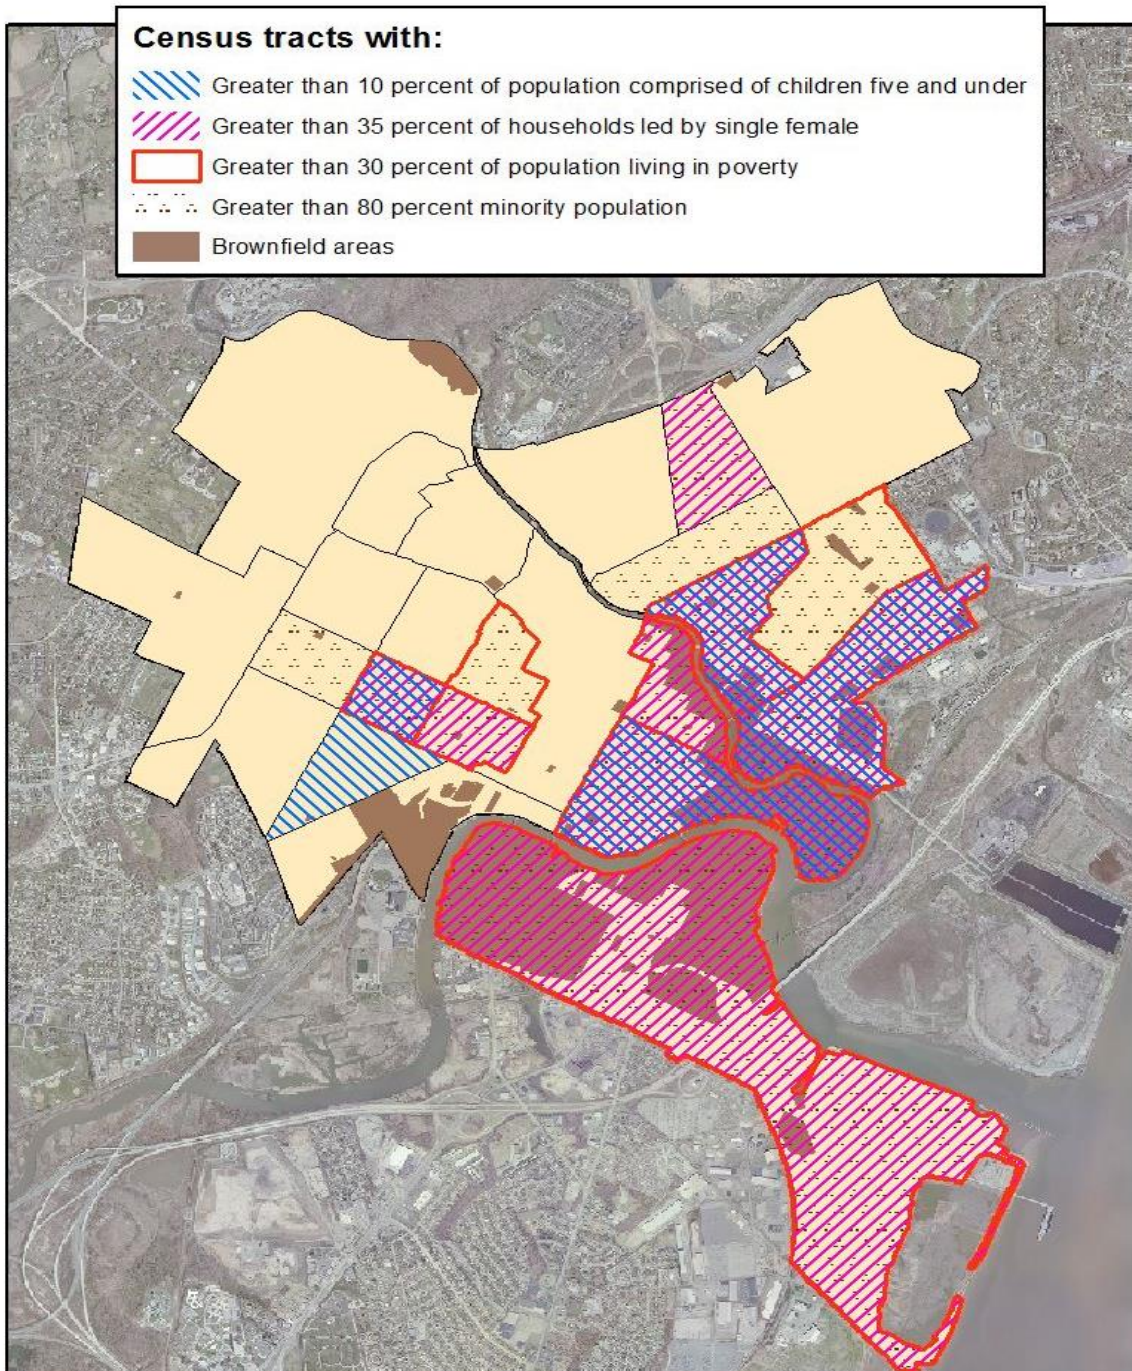 Census tracts with:
Greater than 10 percent of population comprised of children five and under
Greater than 35 percent of households led by single female
Greater than 30 percent of population living in poverty
Greater than 80 percent minority population
Brownfield areas